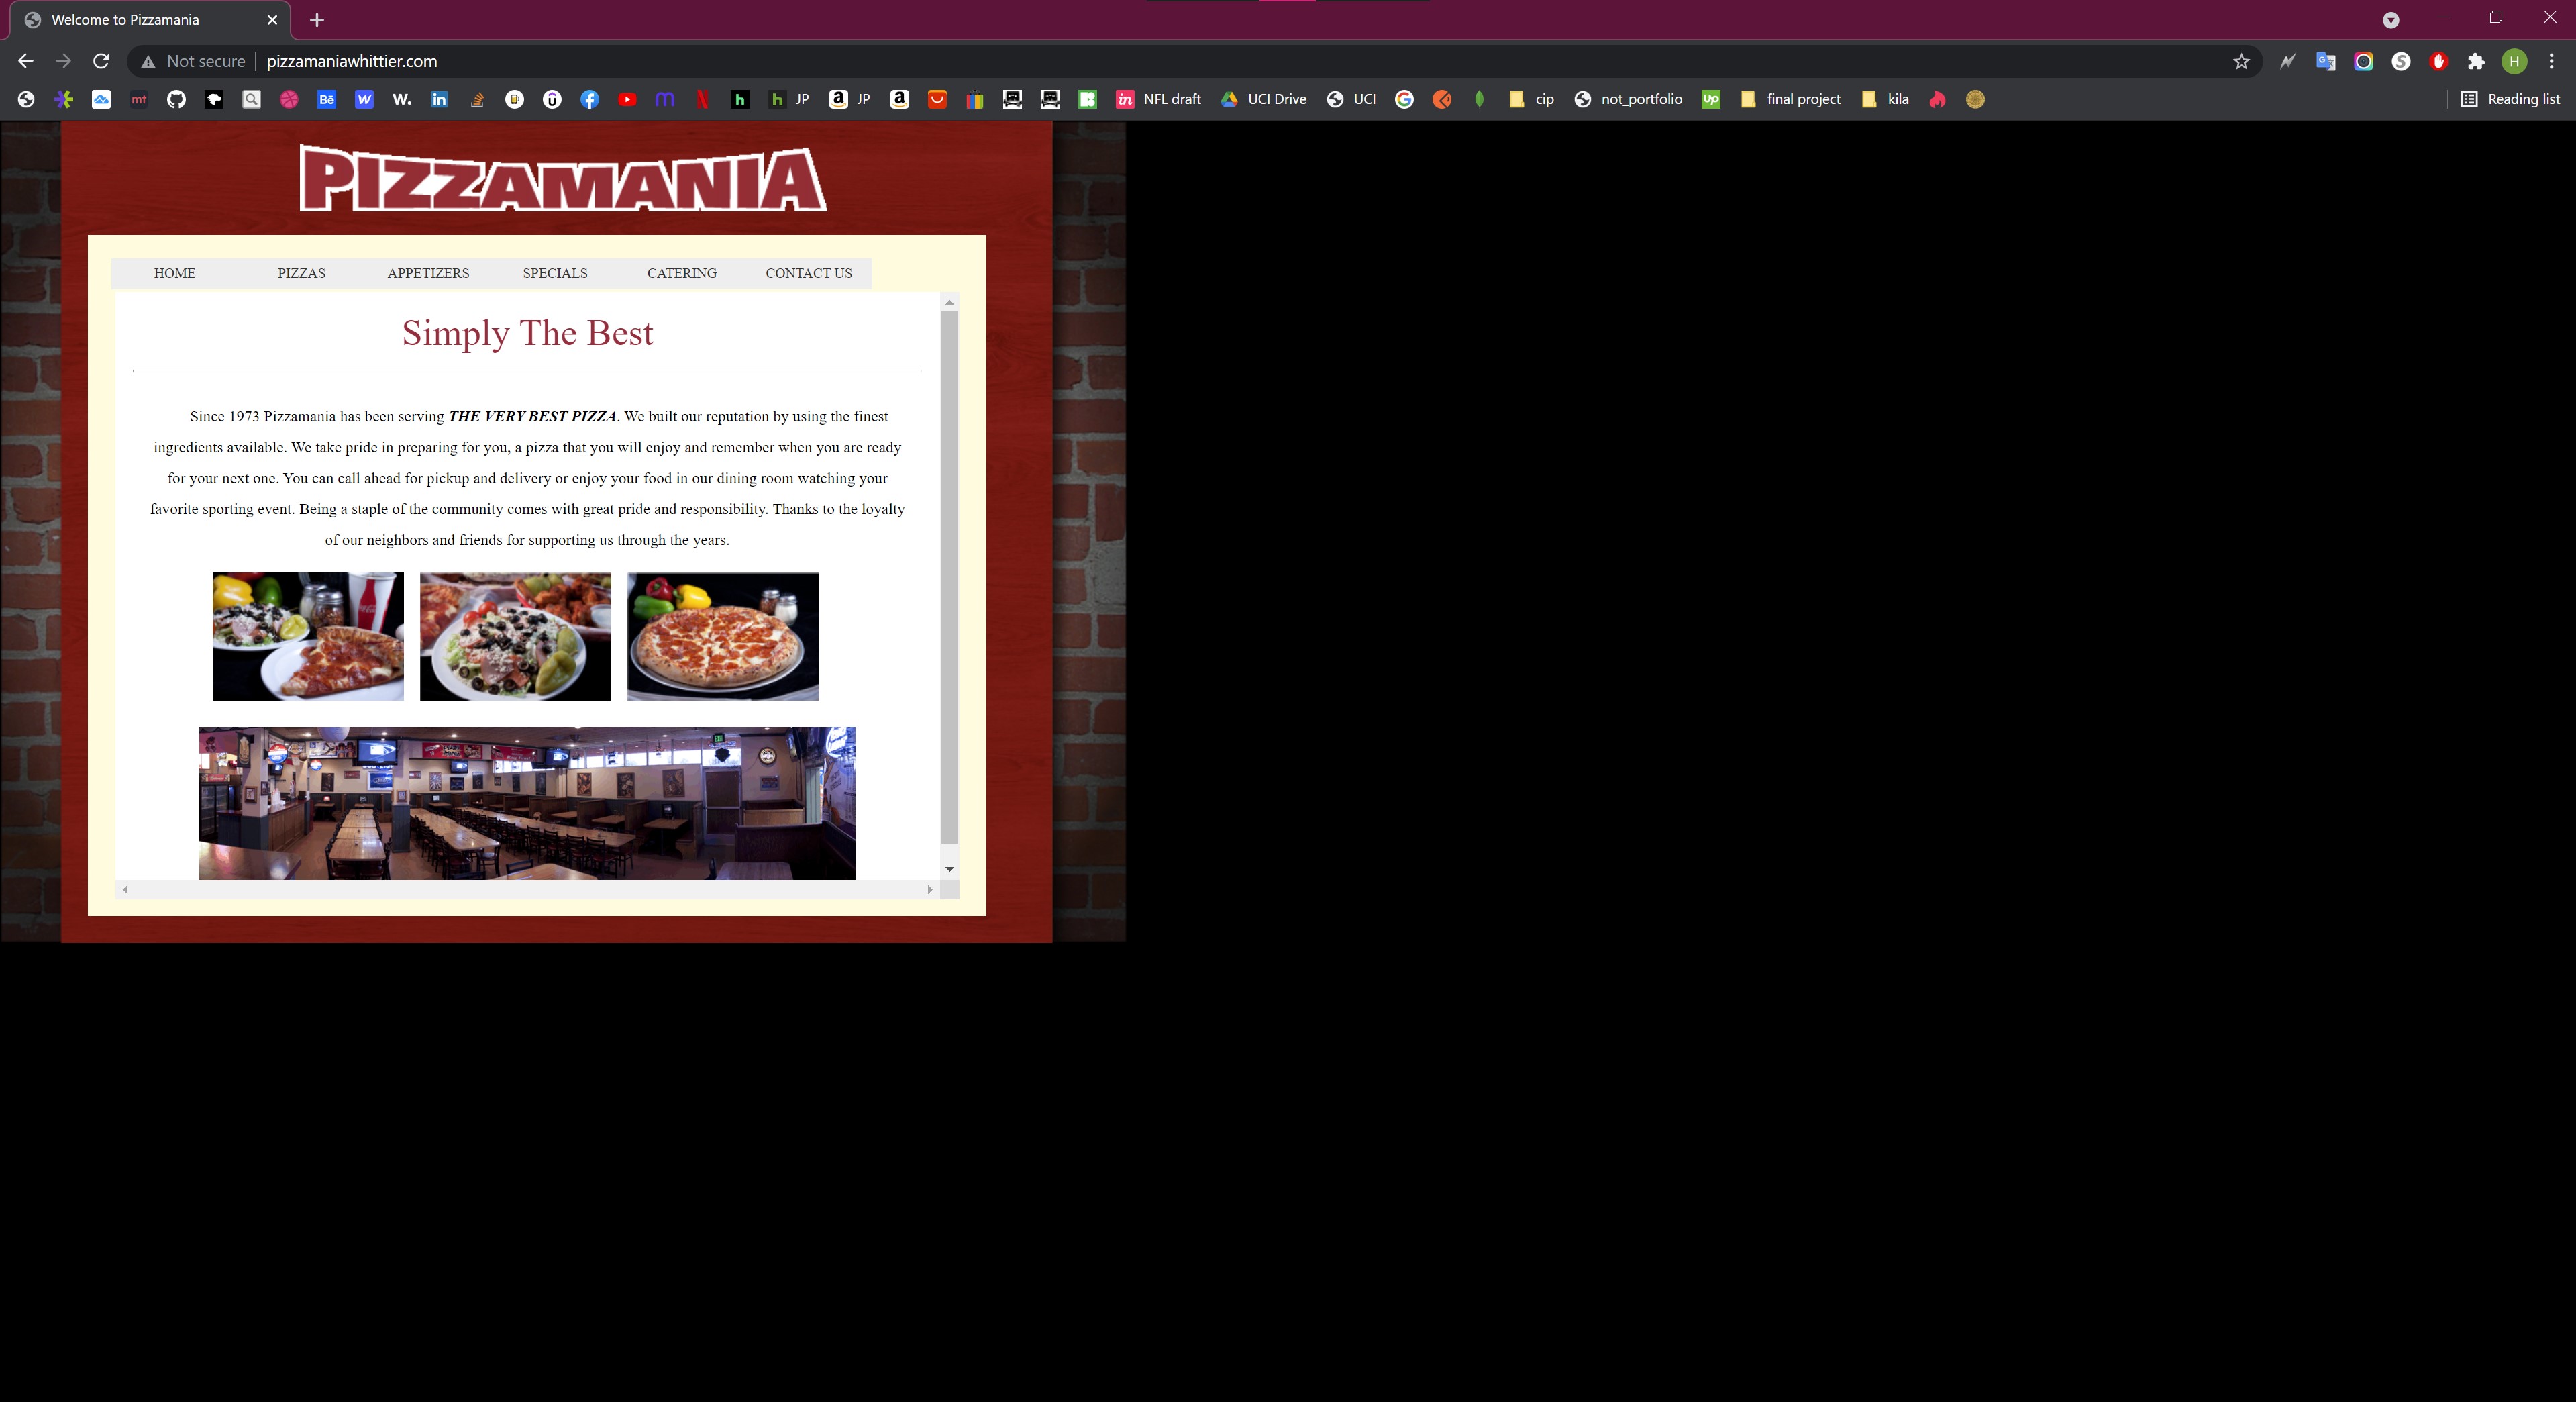 Welcome to Pizzamania
Not secure
pizzamaniawhittier.com
H
mt
Bē
W
W.
in
m
N
h
h JP
a JP
a
in NFL draft
UCI Drive
UCI
G
cip
not_portfolio
Up
final project
kila
Reading list
PIZZAMANIA
HOME PIZZAS APPETIZERS SPECIALS CATERING CONTACT US
Simply The Best
Since 1973 Pizzamania has been serving THE VERY BEST PIZZA. We built our reputation by using the finest
ingredients available. We take pride in preparing for you, a pizza that you will enjoy and remember when you are ready
for your next one. You can call ahead for pickup and delivery or enjoy your food in our dining room watching your
favorite sporting event. Being a staple of the community comes with great pride and responsibility. Thanks to the loyalty
of our neighbors and friends for supporting us through the years.